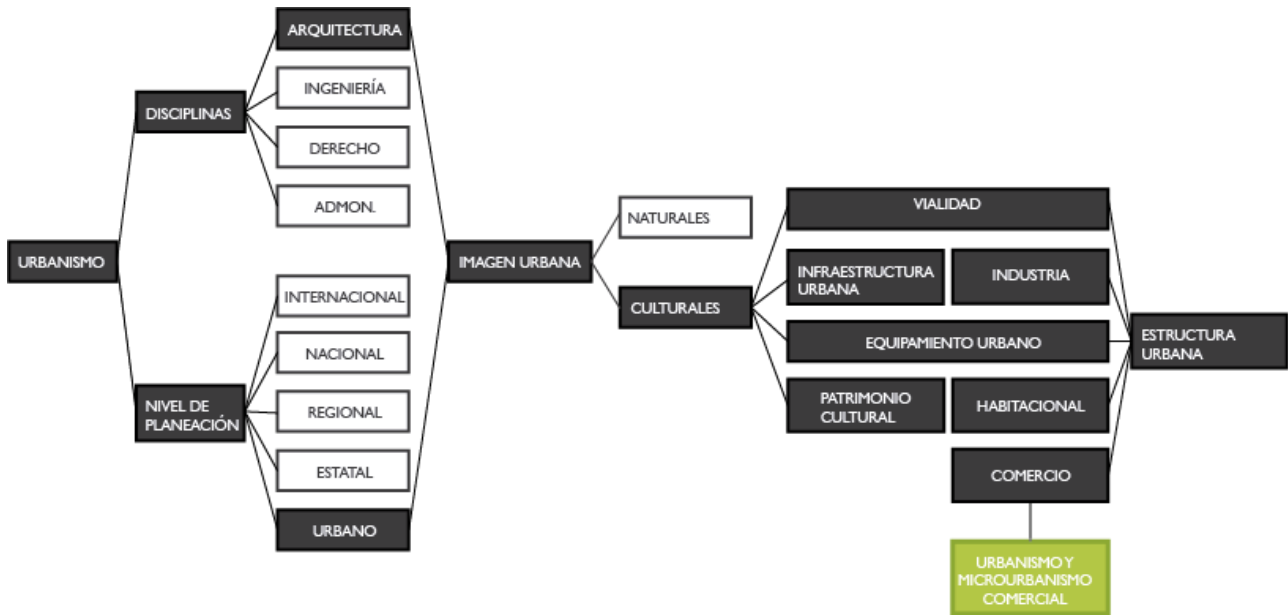 URBANISMO
DISCIPLINAS
ARQUITECTURA
INGENIERÍA
DERECHO
ADMON.
NIVEL DE
PLANEACIÓN
INTERNACIONAL
NACIONAL
REGIONAL
ESTATAL
URBANO
IMAGEN URBANA
NATURALES
CULTURALES
VIALIDAD
INFRAESTRUCTURA
URBANA
INDUSTRIA
EQUIPAMIENTO URBANO
PATRIMONIO
CULTURAL
HABITACIONAL
COMERCIO
ESTRUCTURA
URBANA
URBANISMO Y
MICROURBANISMO
COMERCIAL